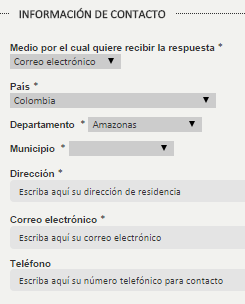 INFORMACIÓN DE CONTACTO
Medio por el cual quiere recibir la respuesta *
Correo electrónico
País *
Colombia
Departamento * Amazonas
Municipio *
Dirección *
Escriba aquí su dirección de residencia
Correo electrónico *
Escriba aquí su correo electrónico
Teléfono
Escriba aquí su número telefónico para contacto